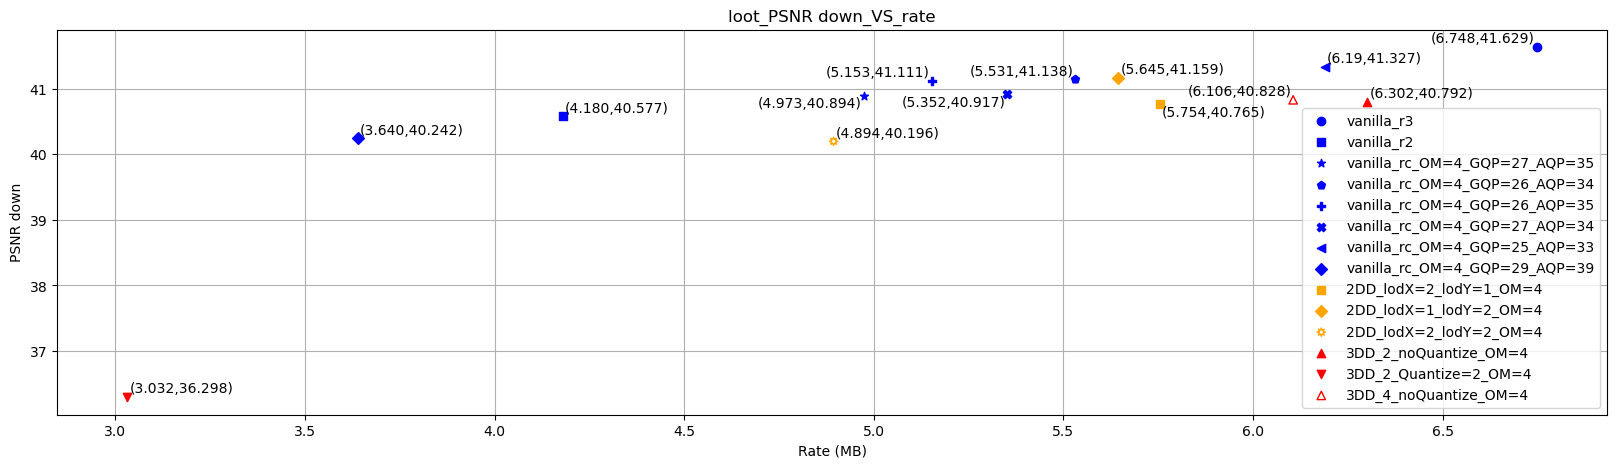 loot_PSNR down_VS_rate
(6.748,41.629)
(6.19,41.327)
(5.153,41.111)
(5.531,41.138)
(5.645,41.159)
(4.973,40.894)
(5.352,40.917)
(6.106,40.828)
(6.302,40.792)
(5.754,40.765)
(4.180,40.577)
(3.640,40.242)
(4.894,40.196)
(3.032,36.298)
PSNR down
41
40
39
38
37
vanilla_r3
vanilla_r2
vanilla_rc_OM=4_GQP=27_AQP=35
vanilla_rc_OM=4_GQP=26_AQP=34
vanilla_rc_OM=4_GQP=26_AQP=35
vanilla_rc_OM=4_GQP=27_AQP=34
vanilla_rc_OM=4_GQP=25_AQP=33
vanilla_rc_OM=4_GQP=29_AQP=39
2DD_lodX=2_lodY=1_OM=4
2DD_lodX=1_lodY=2_OM=4
2DD_lodX=2_lodY=2_OM=4
3DD_2_noQuantize_OM=4
3DD_2_Quantize=2_OM=4
3DD_4_noQuantize_OM=4
3.0 3.5 4.0 4.5 5.0 5.5 6.0 6.5
Rate (MB)